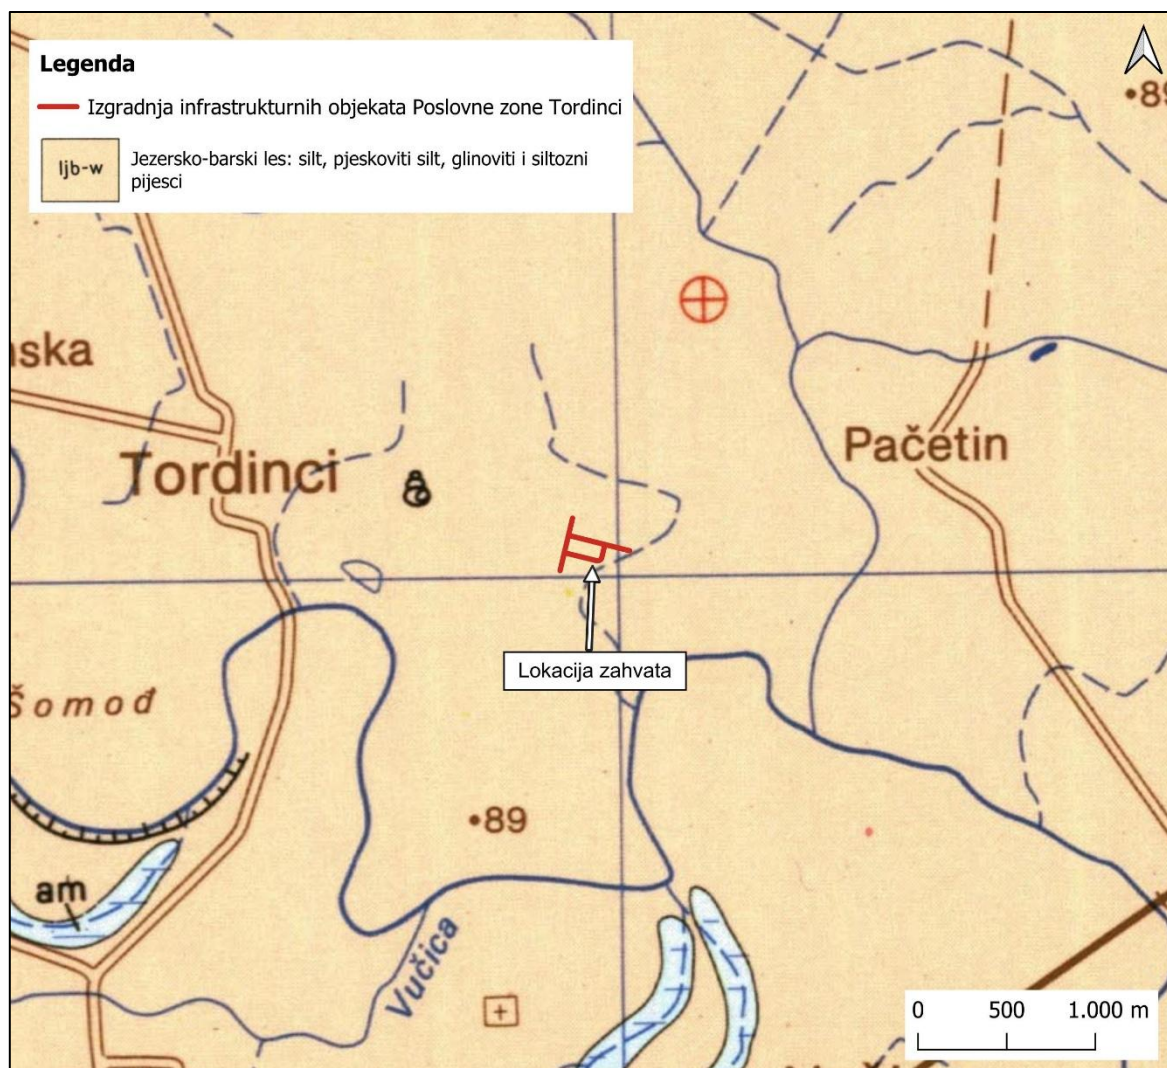 Legenda
Izgradnja infrastrukturnih objekata Poslovne zone Tordinci
ljb-w
Jezersko-barski les: silt, pjeskoviti silt, glinoviti i siltozni
pijesci
•89
nska
Tordinci
Pačetin
Lokacija zahvata
Šomođ
•89
am
Vučica
0 500 1.000 m